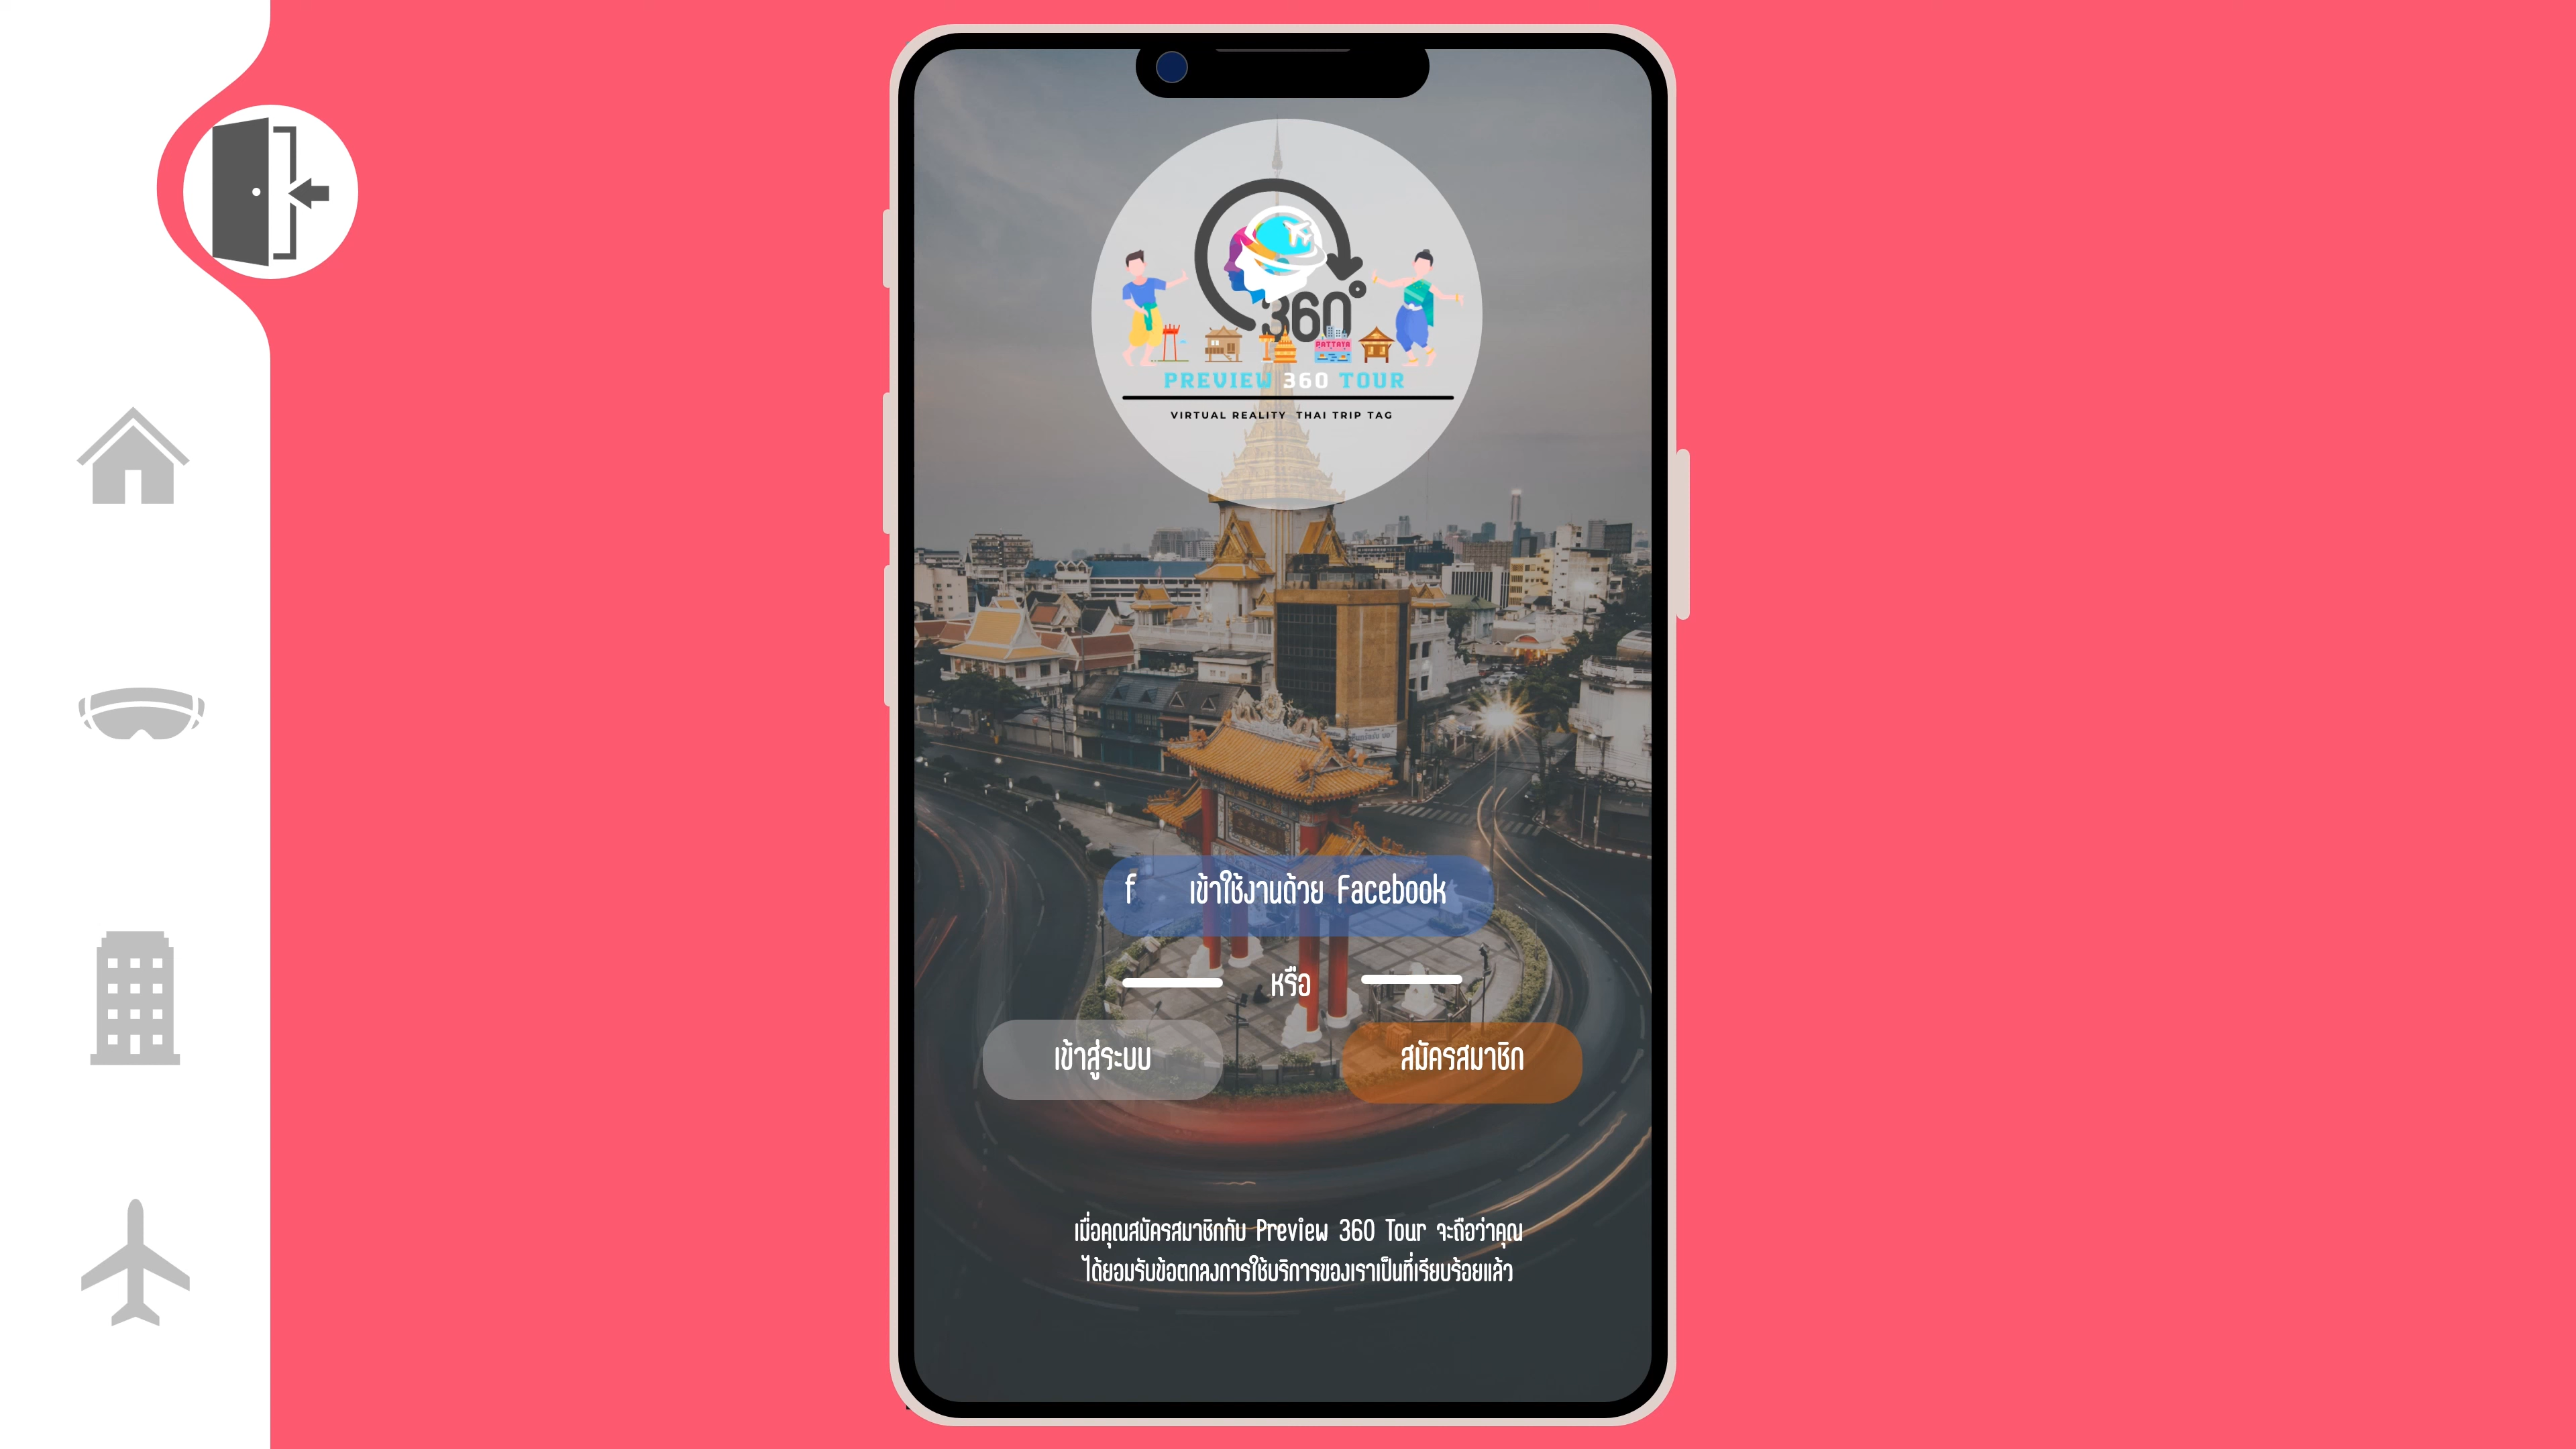 360°
PATTAYA
PREVIEW 360 TOUR
VIRTUAL REALITY THAI TRIP TAG
f เข้าใช้งานด้วย Facebook
หรือ
เข้าสู่ระบบ
สมัครสมาชิก
เมื่อคุณสมัครสมาชิกกับ Preview 360 Tour จะถือว่าคุณ
ได้ยอมรับข้อตกลงการใช้บริการของเราเป็นที่เรียบร้อยแล้ว